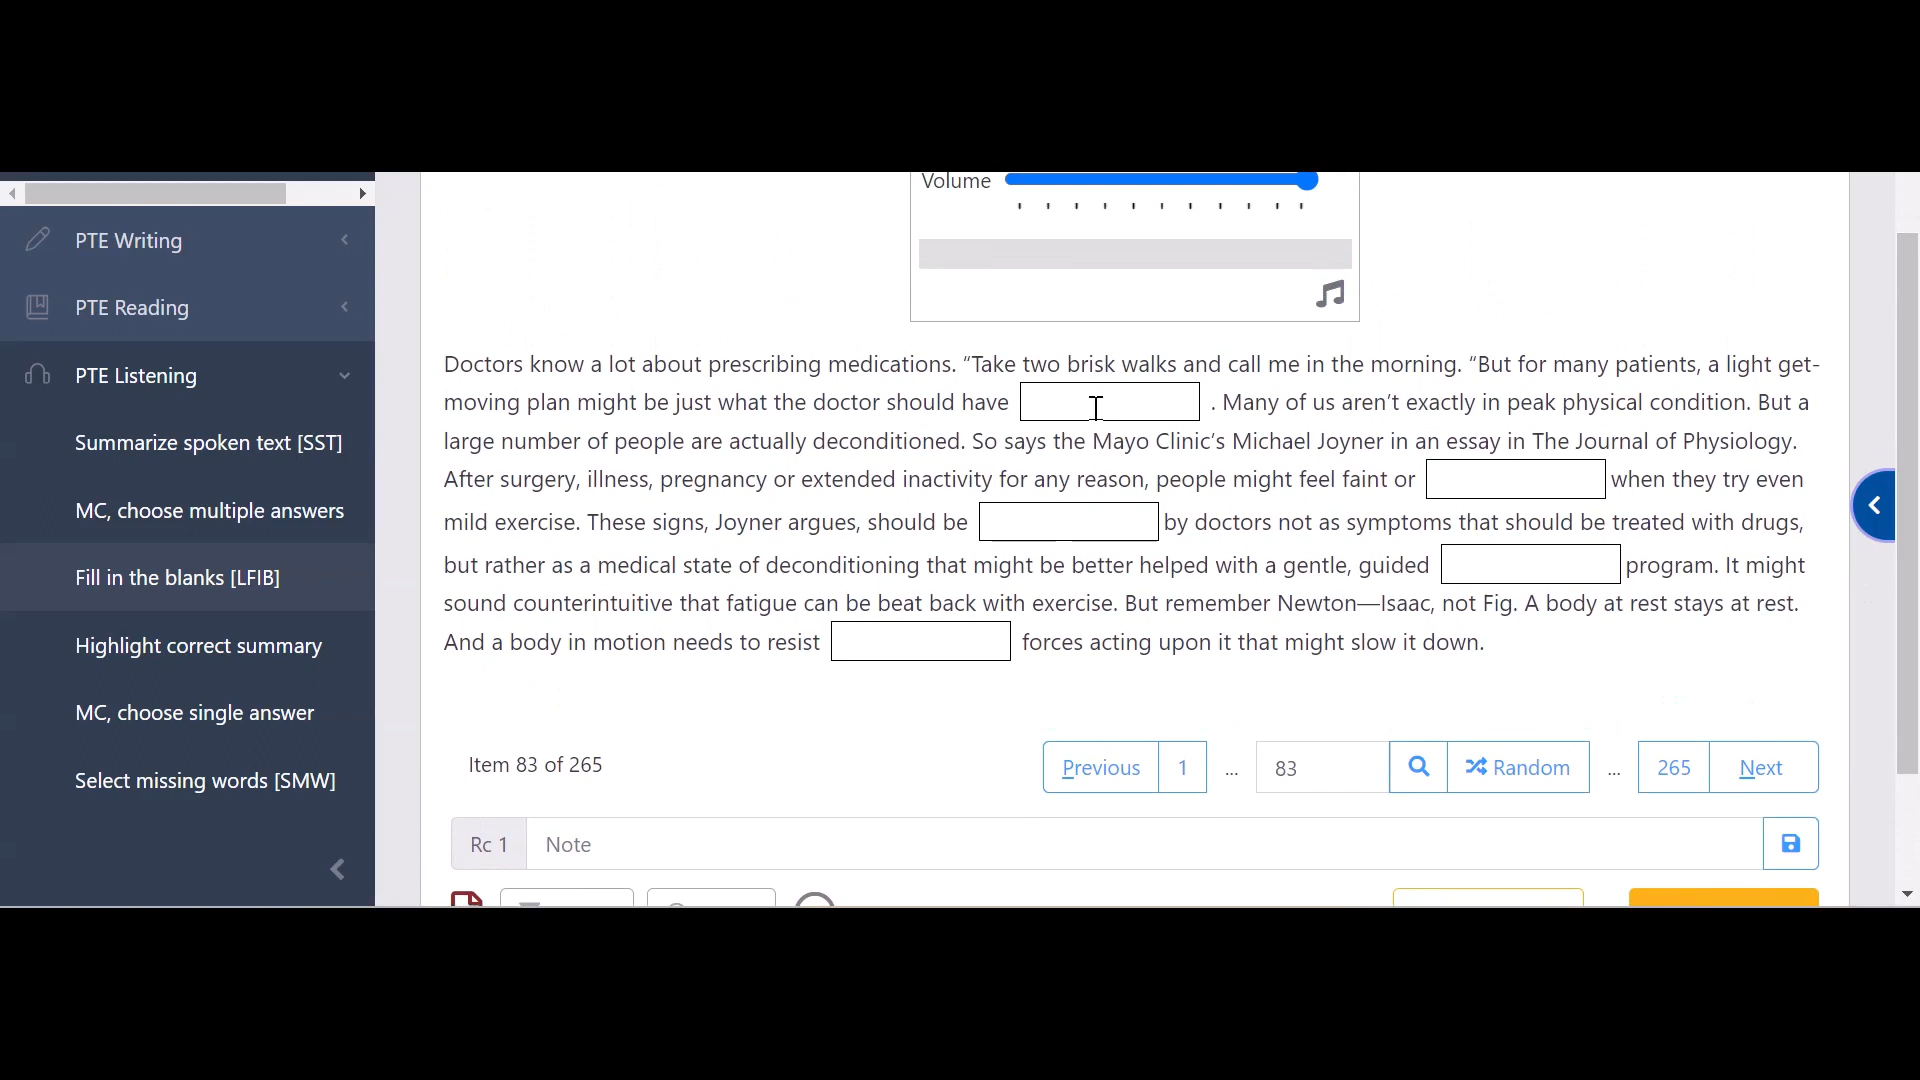 Volume
PTE Writing
PTE Reading
PTE Listening
Summarize spoken text [SST]
MC, choose multiple answers
Fill in the blanks [LFIB]
Highlight correct summary
MC, choose single answer
Select missing words [SMW]
Doctors know a lot about prescribing medications. “Take two brisk walks and call me in the morning. “But for many patients, a light get-
moving plan might be just what the doctor should have . Many of us aren’t exactly in peak physical condition. But a
large number of people are actually deconditioned. So says the Mayo Clinic’s Michael Joyner in an essay in The Journal of Physiology.
After surgery, illness, pregnancy or extended inactivity for any reason, people might feel faint or when they try even
mild exercise. These signs, Joyner argues, should be by doctors not as symptoms that should be treated with drugs,
but rather as a medical state of deconditioning that might be better helped with a gentle, guided program. It might
sound counterintuitive that fatigue can be beat back with exercise. But remember Newton—Isaac, not Fig. A body at rest stays at rest.
And a body in motion needs to resist forces acting upon it that might slow it down.
Item 83 of 265
Previous 1 ... 83 Random ... 265 Next
Rc 1 Note